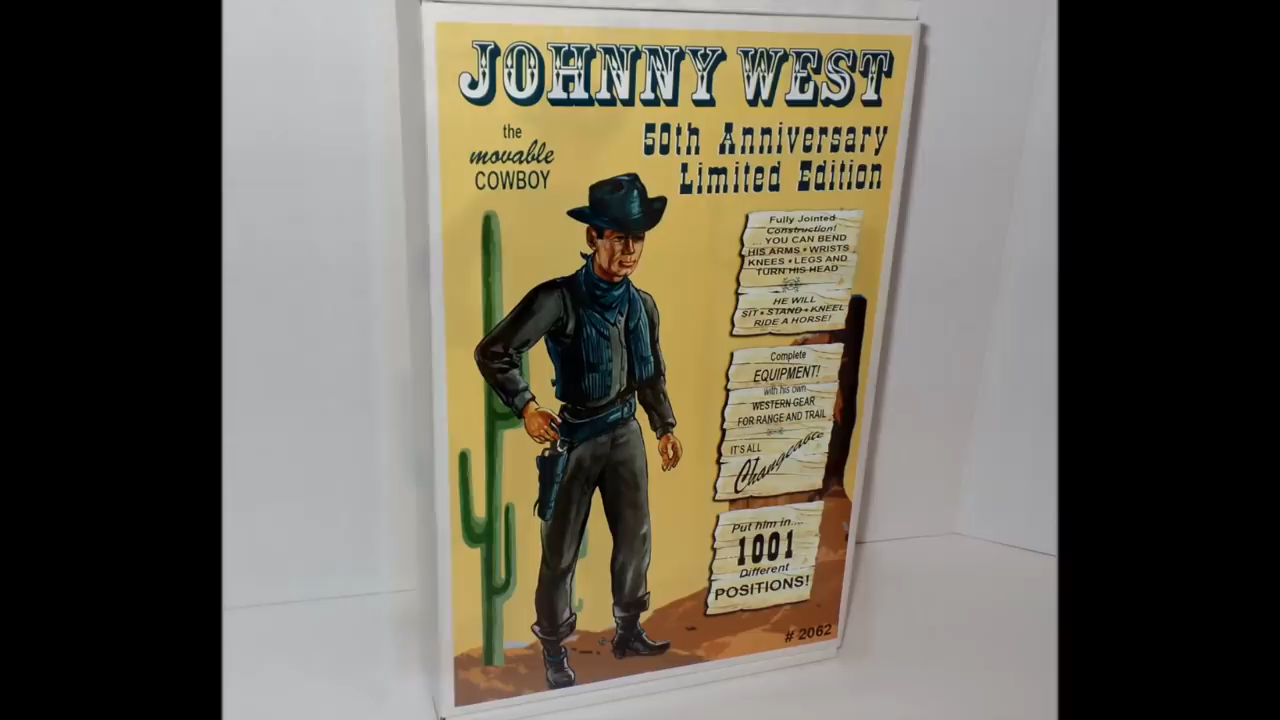 JOHNNY WEST
the
movable
COWBOY
50th Anniversary
Limited Edition
Fully Jointed
Construction!
... YOU CAN BEND
HIS ARMS • WRISTS
KNEES • LEGS AND
TURN HIS HEAD
HE WILL
SIT • STAND • KNEEL
RIDE A HORSE!
Complete
EQUIPMENT!
with his own
WESTERN GEAR
FOR RANGE AND TRAIL
IT'S ALL
Changeable
Put him in....
1001
Different
POSITIONS!
# 2062